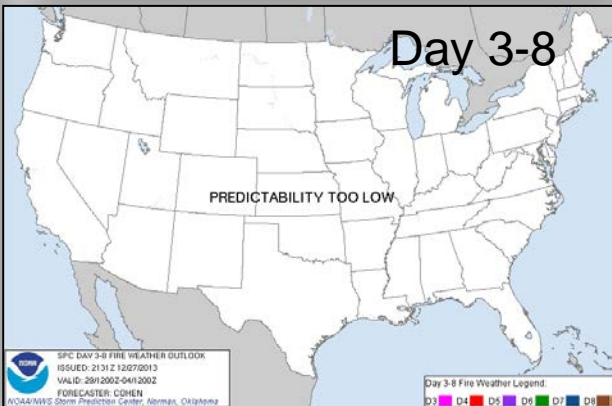 Day 3-8
PREDICTABILITY TOO LOW
NOAA
SPC DAY 3-8 FIRE WEATHER OUTLOOK
ISSUED: 2131Z 12/27/2013
VALID: 29/1200Z-04/1200Z
FORECASTER: COHEN
NOAA/NWS Storm Prediction Center, Norman, Oklahoma
Day 3-8 Fire Weather Legend:
D3 D4 D5 D6 D7 D8